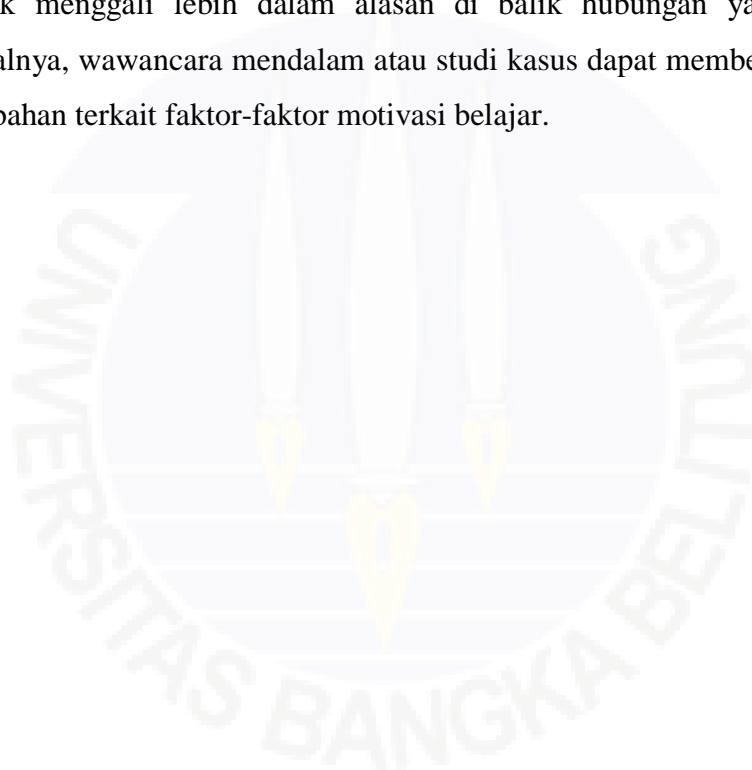 k menggali lebih dalam alasan di balik hubungan ya
alnya, wawancara mendalam atau studi kasus dapat membe
bahan terkait faktor-faktor motivasi belajar.
UNIVERSITAS BANGKA BELITUNG